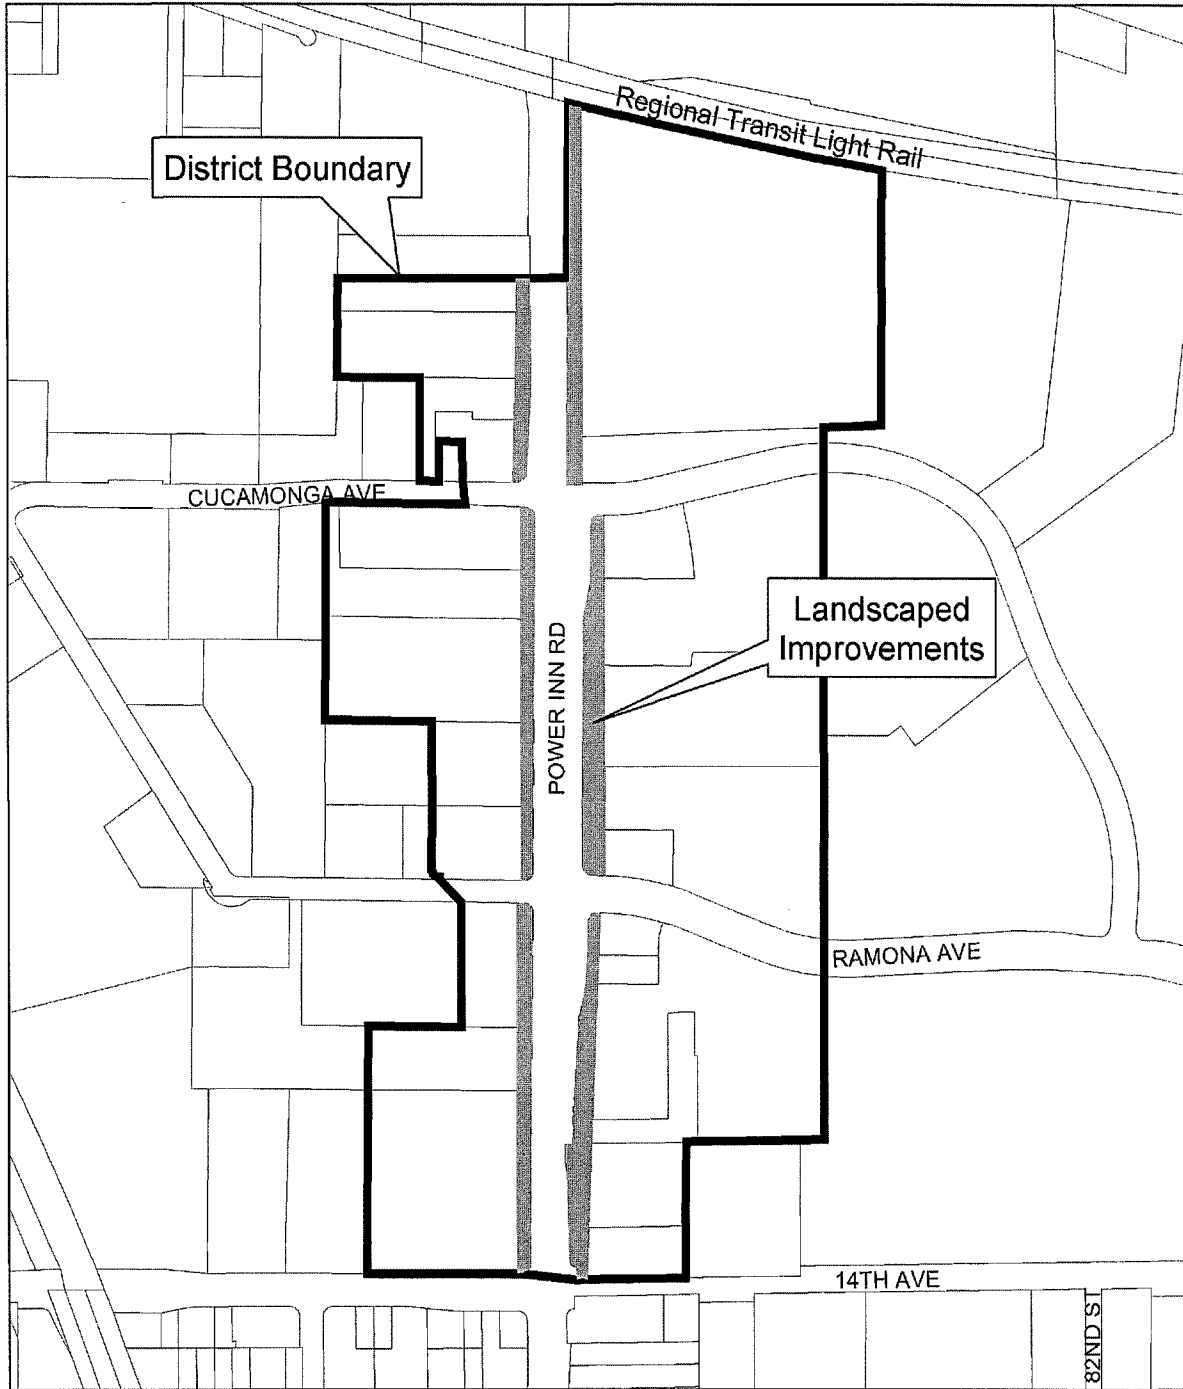 Regional Transit Light Rail
District Boundary
CUCAMONGA AVE
Landscaped
Improvements
POWER INN RD
RAMONA AVE
14TH AVE
82ND ST